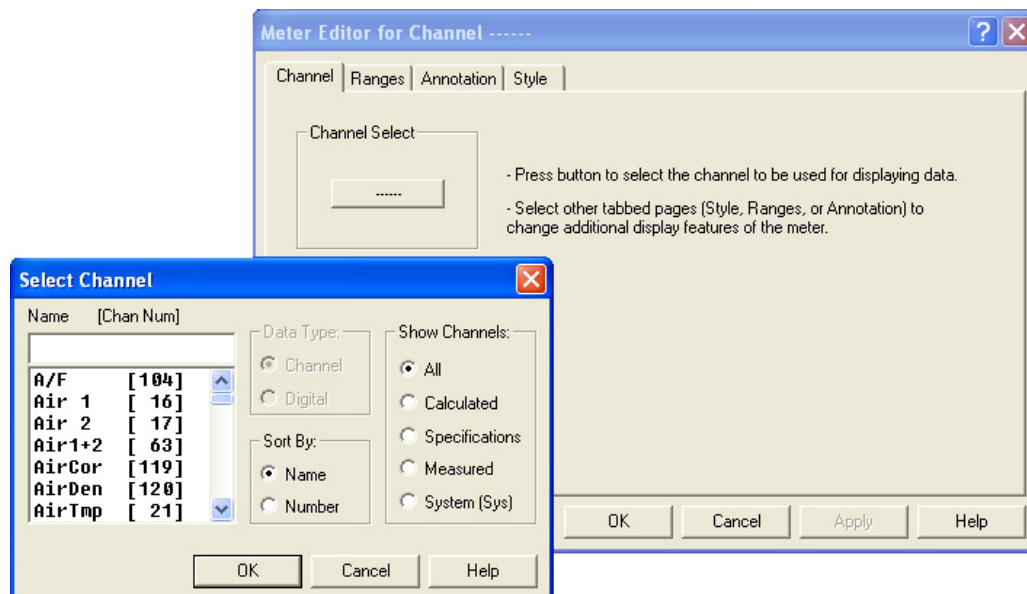 Meter Editor for Channel ------
Channel
Ranges
Annotation
Style
Channel Select
------
- Press button to select the channel to be used for displaying data.
- Select other tabbed pages (Style, Ranges, or Annotation) to
change additional display features of the meter.
OK
Cancel
Apply
Help
Select Channel
Name [Chan Num]
A/F [104]
Air 1 [ 16]
Air 2 [ 17]
Air1+2 [ 63]
AirCor [119]
AirDen [120]
AirTmp [ 21]
Data Type:
Channel
Digital
Sort By:
Name
Number
Show Channels:
All
Calculated
Specifications
Measured
System (Sys)
OK
Cancel
Help